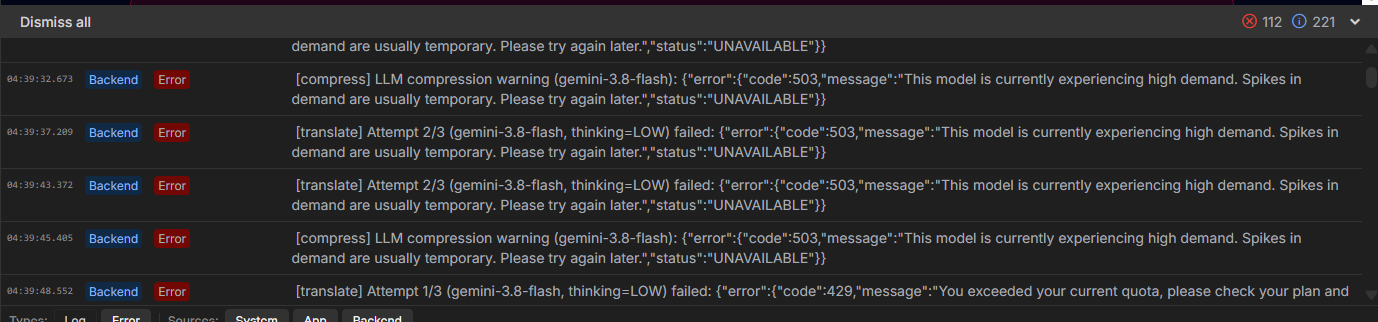 Dismiss all 112 221
demand are usually temporary. Please try again later.","status":"UNAVAILABLE"}}
04:39:32.673 Backend Error [compress] LLM compression warning (gemini-3.8-flash): {"error":{"code":503,"message":"This model is currently experiencing high demand. Spikes in
demand are usually temporary. Please try again later.","status":"UNAVAILABLE"}}
04:39:37.209 Backend Error [translate] Attempt 2/3 (gemini-3.8-flash, thinking=LOW) failed: {"error":{"code":503,"message":"This model is currently experiencing high demand. Spikes in
demand are usually temporary. Please try again later.","status":"UNAVAILABLE"}}
04:39:43.372 Backend Error [translate] Attempt 2/3 (gemini-3.8-flash, thinking=LOW) failed: {"error":{"code":503,"message":"This model is currently experiencing high demand. Spikes in
demand are usually temporary. Please try again later.","status":"UNAVAILABLE"}}
04:39:45.405 Backend Error [compress] LLM compression warning (gemini-3.8-flash): {"error":{"code":503,"message":"This model is currently experiencing high demand. Spikes in
demand are usually temporary. Please try again later.","status":"UNAVAILABLE"}}
04:39:48.552 Backend Error [translate] Attempt 1/3 (gemini-3.8-flash, thinking=LOW) failed: {"error":{"code":429,"message":"You exceeded your current quota, please check your plan and
Types: Log Error Sources: System App Backend